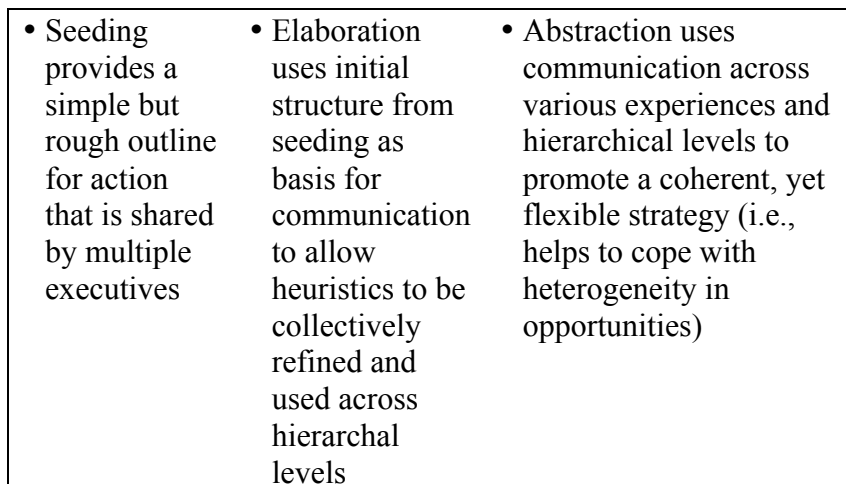 • Seeding
provides a
simple but
rough outline
for action
that is shared
by multiple
executives
• Elaboration
uses initial
structure from
seeding as
basis for
communication
to allow
heuristics to be
collectively
refined and
used across
hierarchal
levels
• Abstraction uses
communication across
various experiences and
hierarchical levels to
promote a coherent, yet
flexible strategy (i.e.,
helps to cope with
heterogeneity in
opportunities)